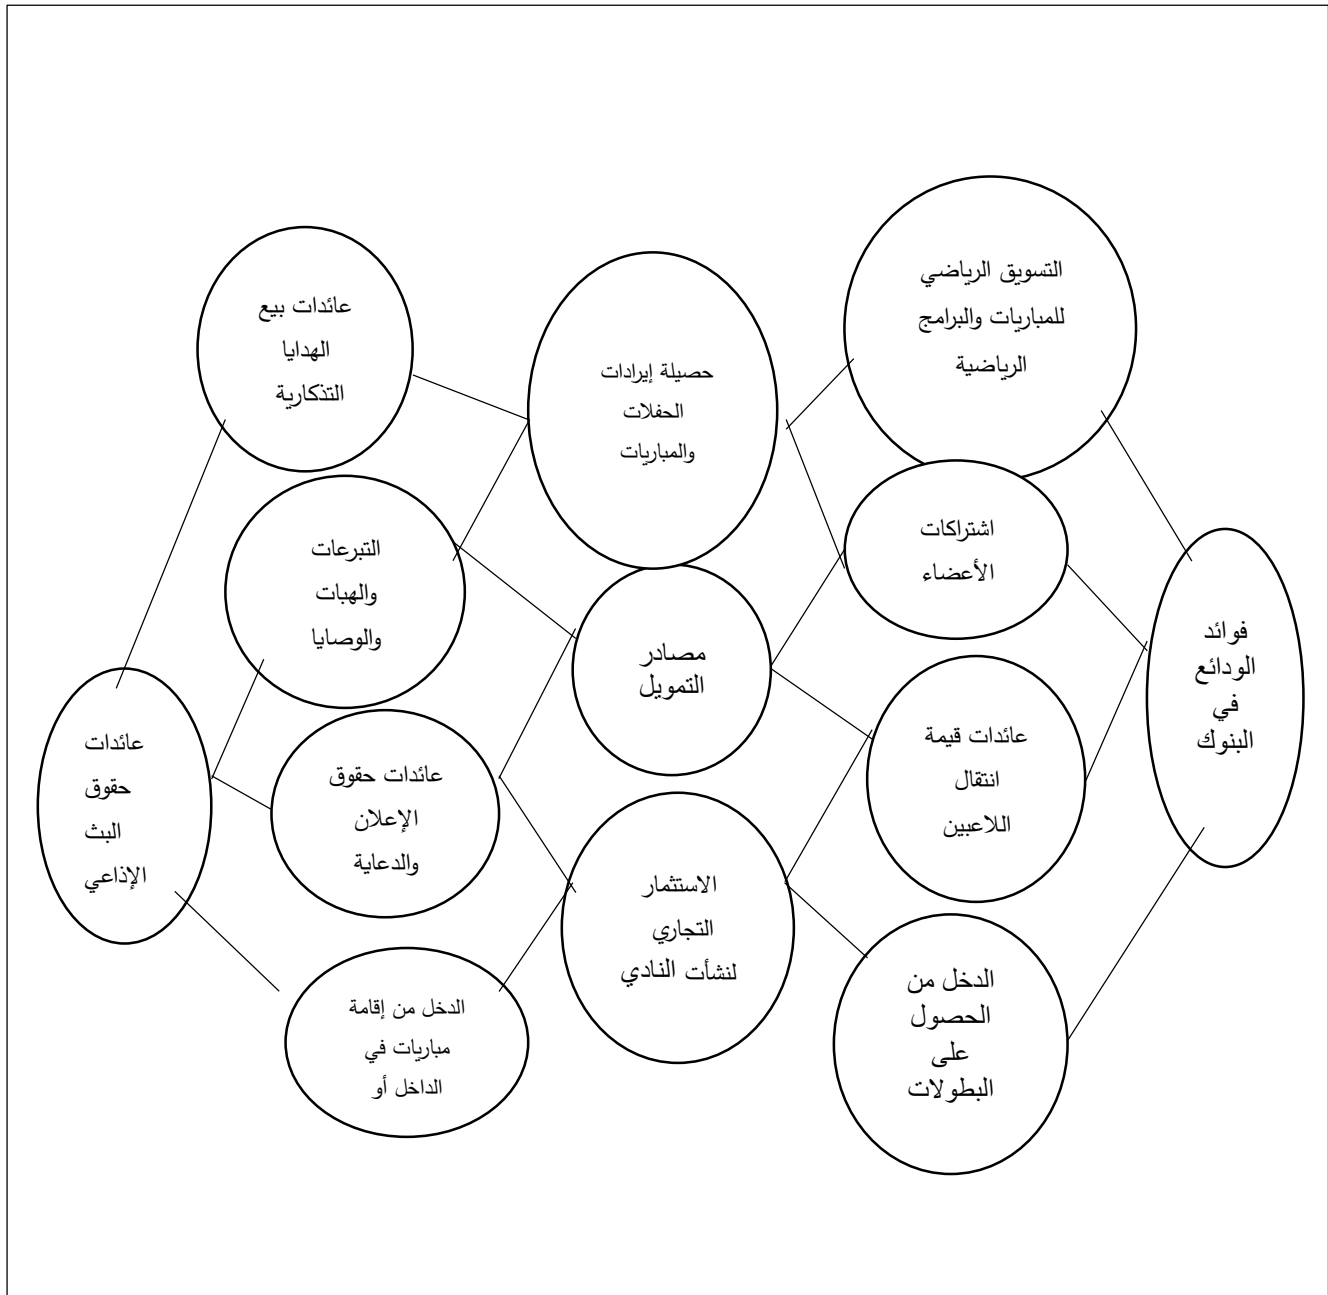 التسويق الرياضي
للمباريات والبرامج
الرياضية
حصيلة إيرادات
الحفلات
والمباريات
عائدات بيع
الهدايا
التذكارية
اشتراكات
الأعضاء
التبرعات
والهبات
والوصايا
فوائد
الودائع
في
البنوك
مصادر
التمويل
عائدات قيمة
انتقال
اللاعبين
عائدات حقوق
الإعلان
والدعاية
عائدات
حقوق
البث
الإذاعي
الاستثمار
التجاري
لنشأت النادي
الدخل من
الحصول
على
البطولات
الدخل من إقامة
مباريات في
الداخل أو